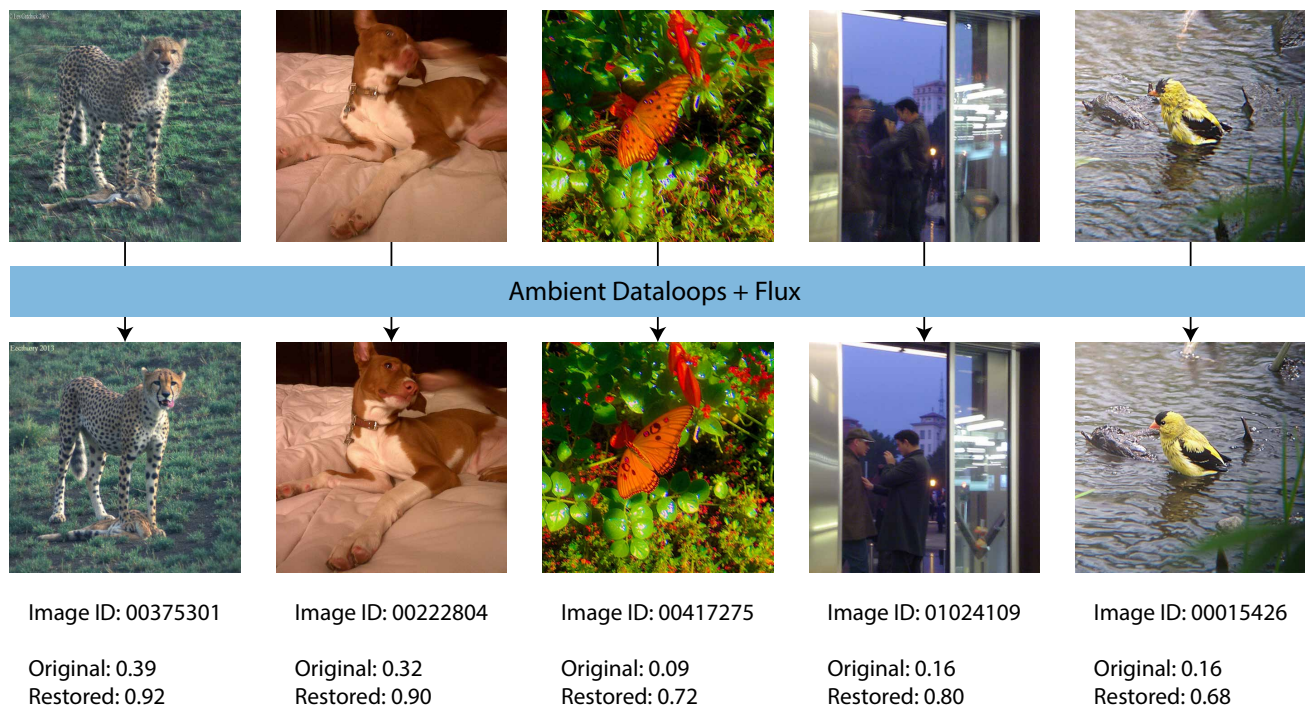 Ambient Dataloops + Flux
Image ID: 00375301
Original: 0.39
Restored: 0.92
Image ID: 00222804
Original: 0.32
Restored: 0.90
Image ID: 00417275
Original: 0.09
Restored: 0.72
Image ID: 01024109
Original: 0.16
Restored: 0.80
Image ID: 00015426
Original: 0.16
Restored: 0.68